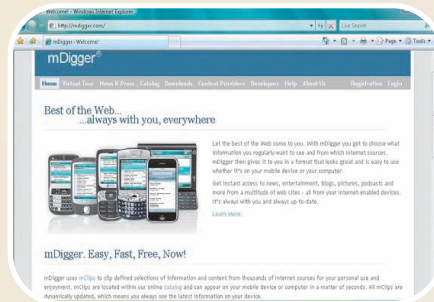 Welcome! - Windows Internet Explorer
http://mdigger.com/
Live Search
mDigger - Welcome!
Page
Tools
mDigger®
Home Virtual Tour News & Press Catalog Downloads Content Providers Developers Help About Us Registration Login
Best of the Web...
...always with you, everywhere
Let the best of the Web come to you. With mDigger you get to choose what
information you regularly want to see and from which Internet sources.
mDigger then gives it to you in a format that looks great and is easy to use
whether it's on your mobile device or your computer.
Get instant access to news, entertainment, blogs, pictures, podcasts and
more from a multitude of web sites - all from your internet-enabled devices.
It's always with you and always up-to-date.
Learn More.
mDigger. Easy, Fast, Free, Now!
mDigger uses mClips to clip defined selections of information and content from thousands of Internet sources for your personal use and
enjoyment. mClips are located within our online catalog and can appear on your mobile device or computer in a matter of seconds. All mClips are
dynamically updated, which means you always see the latest information on your device.